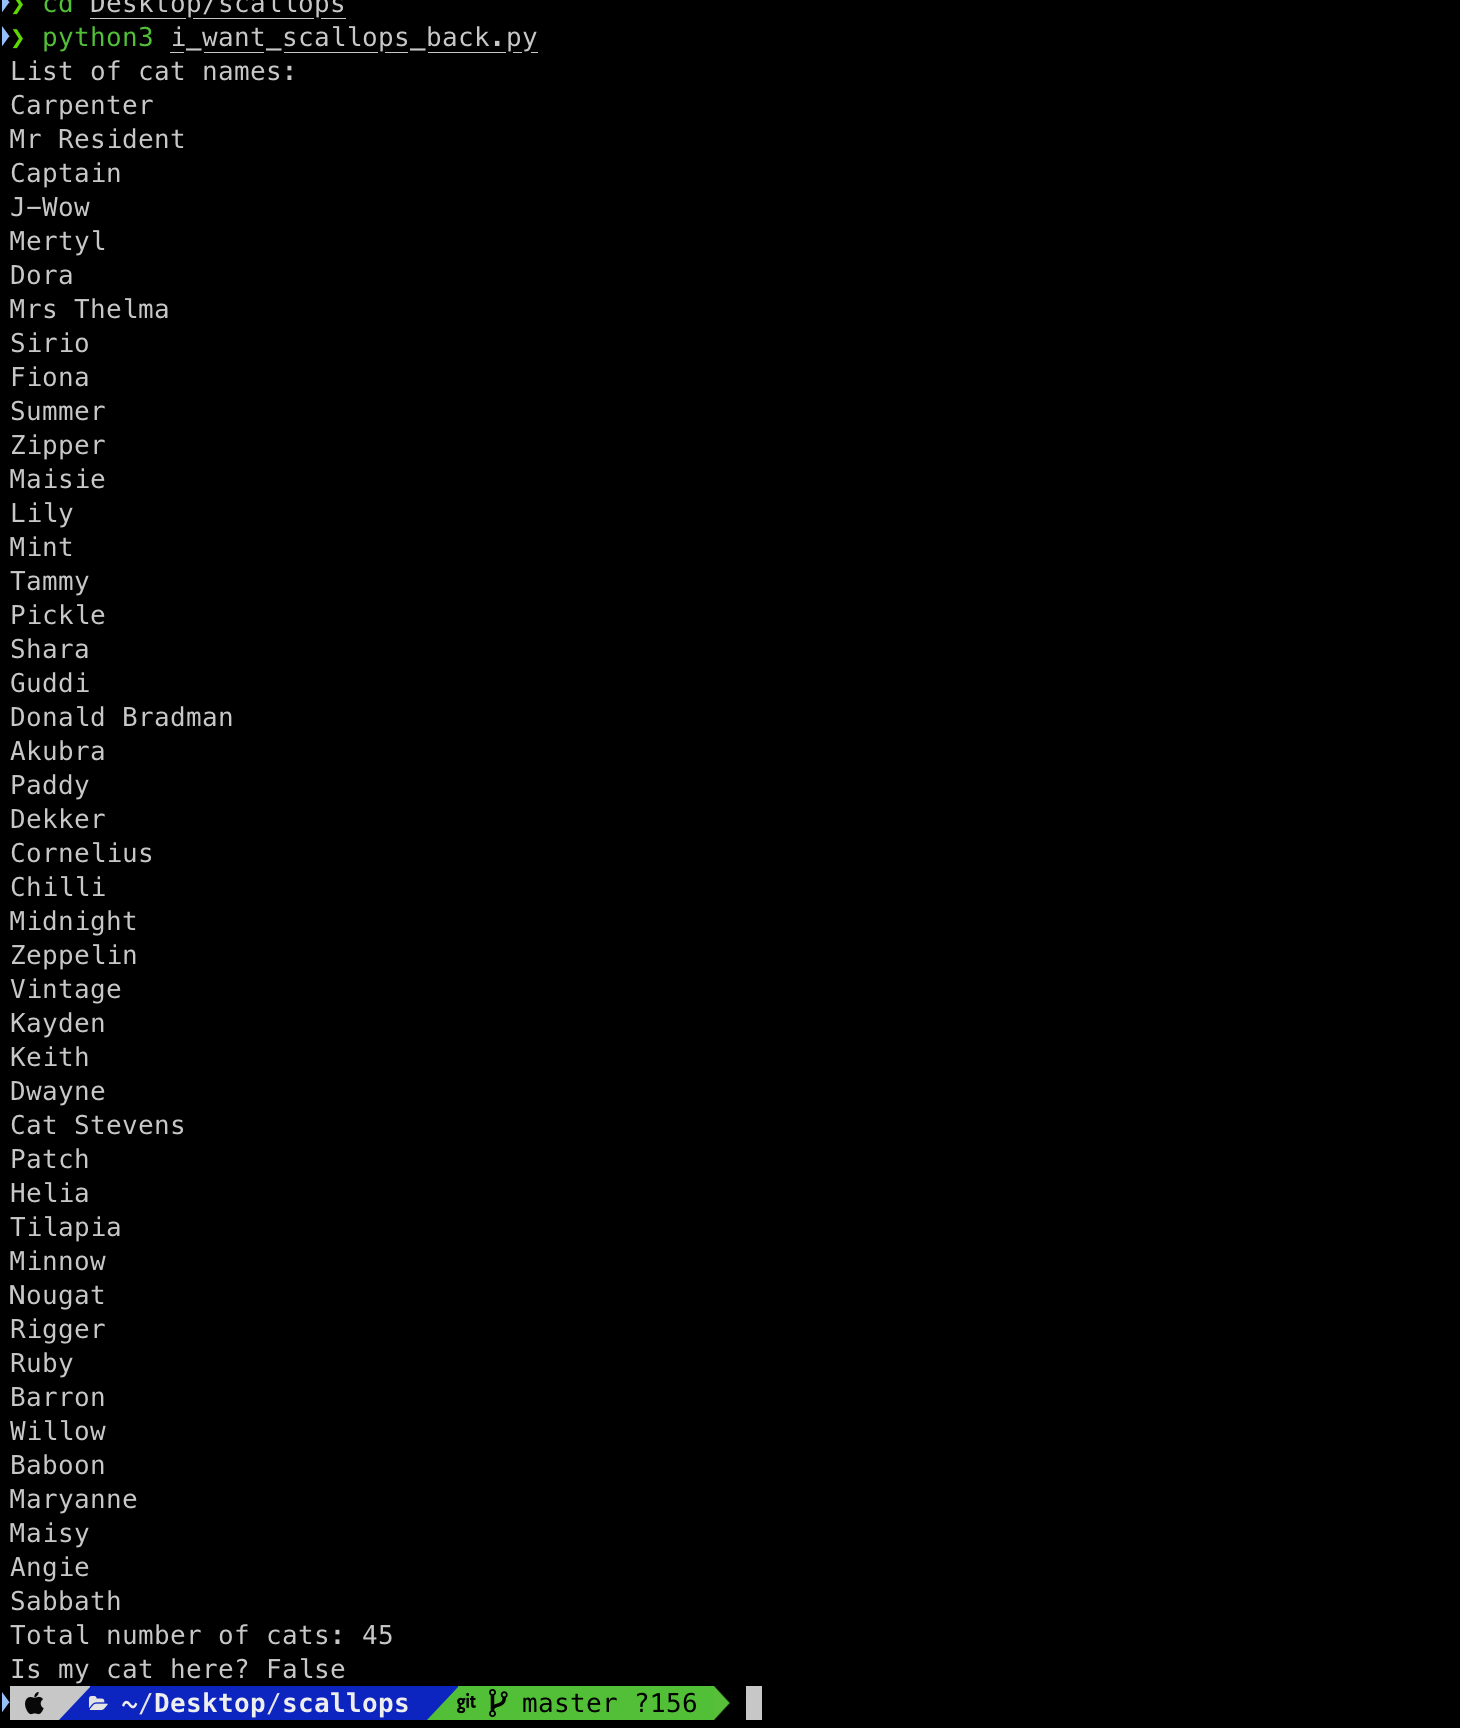 ❯ cd Desktop/scallops
❯ python3 i_want_scallops_back.py
List of cat names:
Carpenter
Mr Resident
Captain
J-Wow
Mertyl
Dora
Mrs Thelma
Sirio
Fiona
Summer
Zipper
Maisie
Lily
Mint
Tammy
Pickle
Shara
Guddi
Donald Bradman
Akubra
Paddy
Dekker
Cornelius
Chilli
Midnight
Zeppelin
Vintage
Kayden
Keith
Dwayne
Cat Stevens
Patch
Helia
Tilapia
Minnow
Nougat
Rigger
Ruby
Barron
Willow
Baboon
Maryanne
Maisy
Angie
Sabbath
Total number of cats: 45
Is my cat here? False
~/Desktop/scallops git master ?156